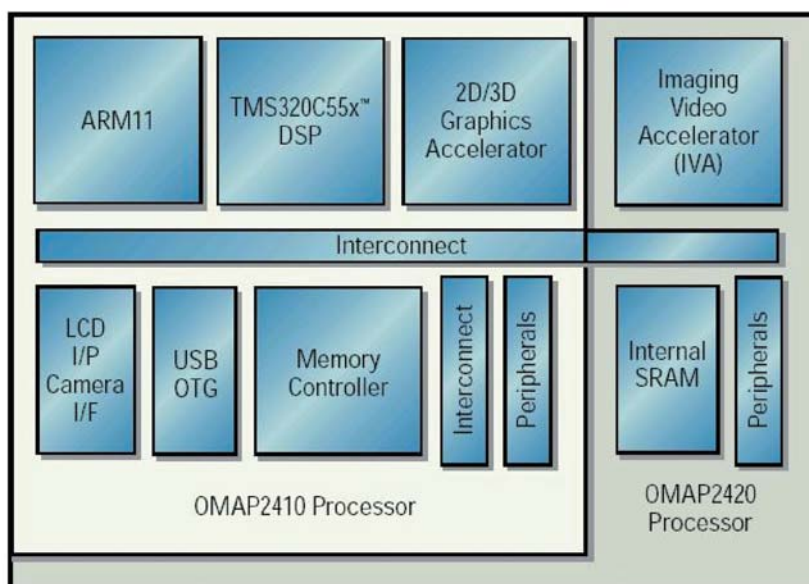 ARM11
TMS320C55x™
DSP
2D/3D
Graphics
Accelerator
Imaging
Video
Accelerator
(IVA)
Interconnect
LCD
I/P
Camera
I/F
USB
OTG
Memory
Controller
Interconnect
Peripherals
Internal
SRAM
Peripherals
OMAP2410 Processor
OMAP2420
Processor